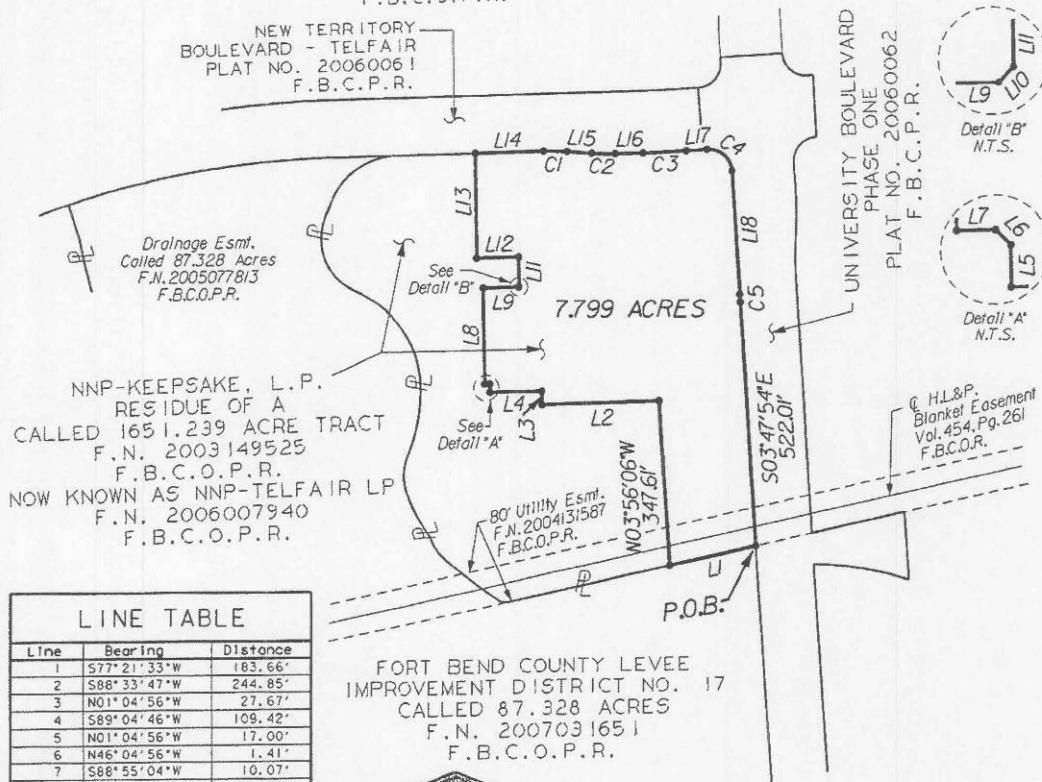 NEW TERRITORY
BOULEVARD - TELFAIR
PLAT NO. 20060061
F.B.C.P.R.
UNIVERSITY BOULEVARD
PHASE ONE
PLAT NO. 20060062
F.B.C.P.R.
L11
L10
L9
Detail "B"
N.T.S.
L7
L6
L5
Detail "A"
N.T.S.
L14
C1
L15
C2
L16
C3
L17
C4
L13
L12
L11
L18
C5
See
Detail "B"
L9
L8
7.799 ACRES
PL
Drainage Esmt.
Called 87.328 Acres
F.N.2005077813
F.B.C.O.P.R.
PL
PL
NNP-KEEPSAKE, L.P.
RESIDUE OF A
CALLED 1651.239 ACRE TRACT
F.N. 2003149525
F.B.C.O.P.R.
NOW KNOWN AS NNP-TELFAIR LP
F.N. 2006007940
F.B.C.O.P.R.
See
Detail "A"
L4
L3
L2
N03°56'06"W
347.61'
S03°47'54"E
522.01'
℄ H.L.&P.
Blanket Easement
Vol.454,Pg.261
F.B.C.O.R.
PL
80' Utility Esmt.
F.N.2004131587
F.B.C.O.P.R.
PL
L1
P.O.B.
FORT BEND COUNTY LEVEE
IMPROVEMENT DISTRICT NO. 17
CALLED 87.328 ACRES
F.N. 2007031651
F.B.C.O.P.R.
LINE TABLE
Line Bearing Distance
1 S77°21'33"W 183.66'
2 S88°33'47"W 244.85'
3 N01°04'56"W 27.67'
4 S89°04'46"W 109.42'
5 N01°04'56"W 17.00'
6 N46°04'56"W 1.41'
7 S88°55'04"W 10.07'